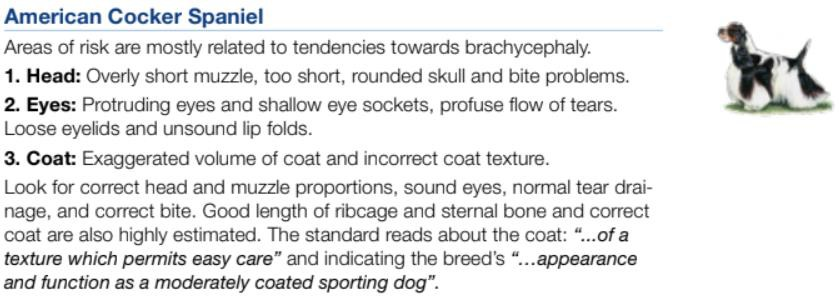 American Cocker Spaniel
Areas of risk are mostly related to tendencies towards brachycephaly.
1. Head: Overly short muzzle, too short, rounded skull and bite problems.
2. Eyes: Protruding eyes and shallow eye sockets, profuse flow of tears.
Loose eyelids and unsound lip folds.
3. Coat: Exaggerated volume of coat and incorrect coat texture.
Look for correct head and muzzle proportions, sound eyes, normal tear drai-
nage, and correct bite. Good length of ribcage and sternal bone and correct
coat are also highly estimated. The standard reads about the coat: “...of a
texture which permits easy care” and indicating the breed’s “…appearance
and function as a moderately coated sporting dog”.